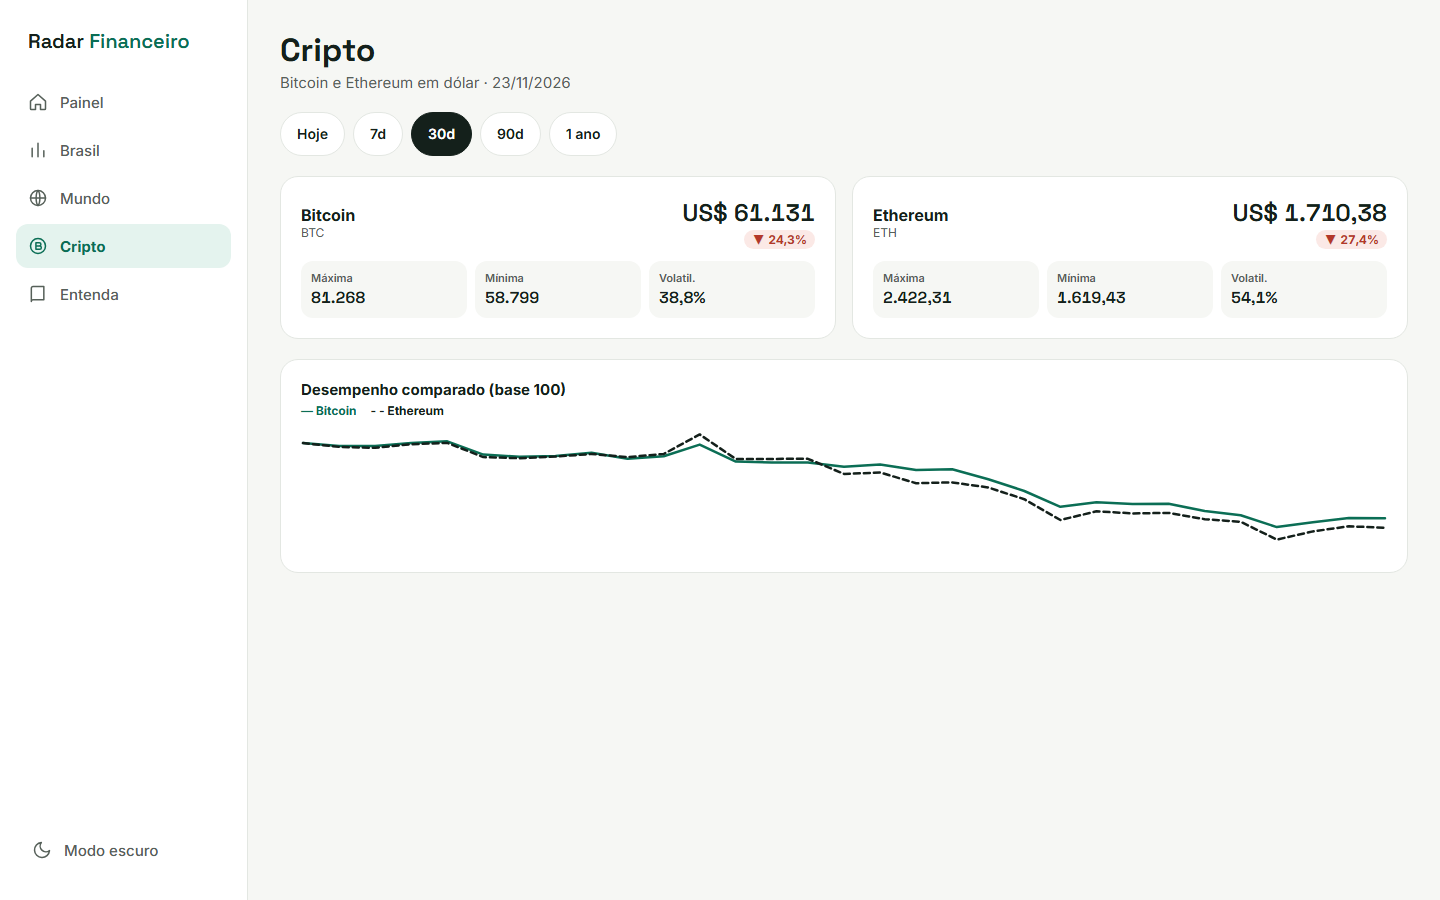 Radar Financeiro
Painel
Brasil
Mundo
Cripto
Entenda
Modo escuro
Cripto
Bitcoin e Ethereum em dólar · 23/11/2026
Hoje 7d 30d 90d 1 ano
Bitcoin
BTC
US$ 61.131
▼ 24,3%
Máxima
81.268
Mínima
58.799
Volatil.
38,8%
Ethereum
ETH
US$ 1.710,38
▼ 27,4%
Máxima
2.422,31
Mínima
1.619,43
Volatil.
54,1%
Desempenho comparado (base 100)
— Bitcoin - - Ethereum